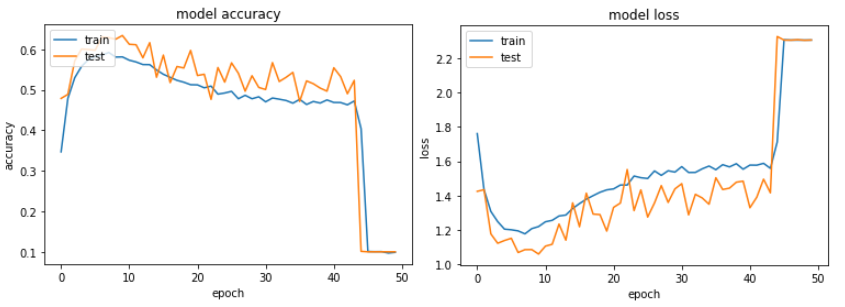 model accuracy
train
test
0.6
0.5
0.4
0.3
0.2
0.1
accuracy
0 10 20 30 40 50
epoch
model loss
train
test
2.2
2.0
1.8
1.6
1.4
1.2
1.0
loss
0 10 20 30 40 50
epoch